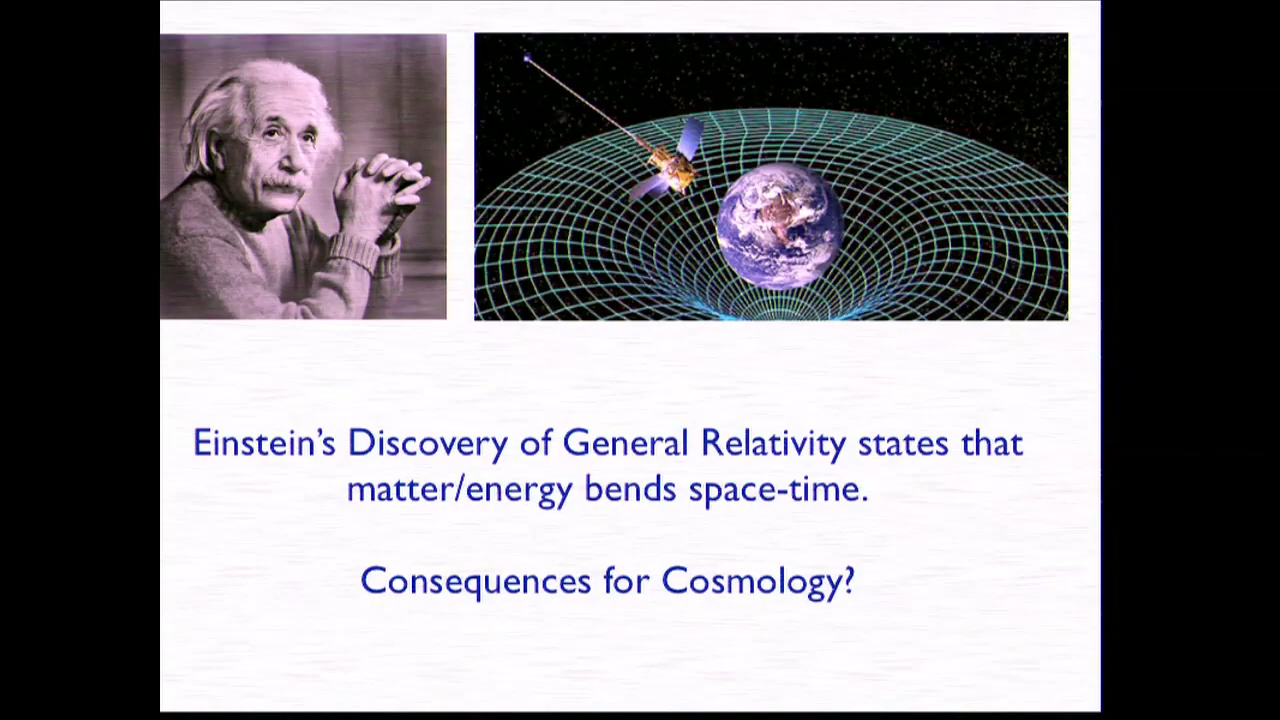 Einstein’s Discovery of General Relativity states that
matter/energy bends space-time.
Consequences for Cosmology?